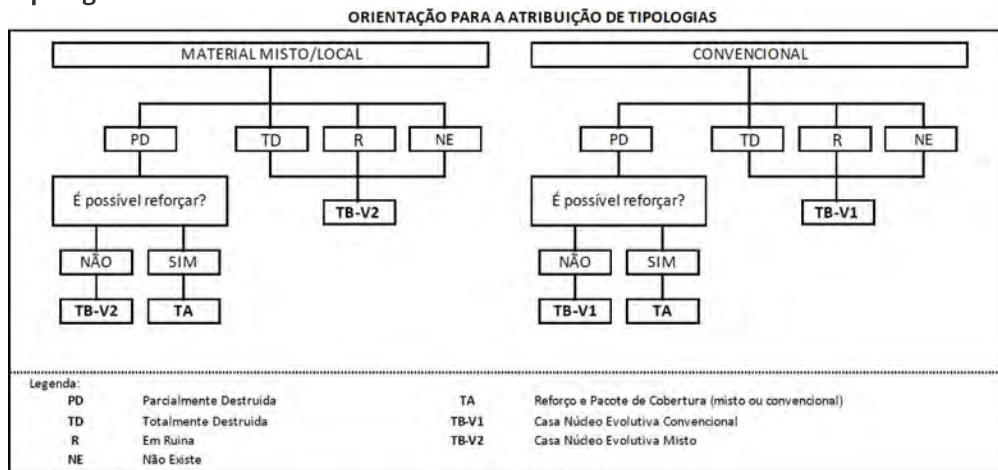 ORIENTAÇÃO PARA A ATRIBUIÇÃO DE TIPOLOGIAS
MATERIAL MISTO/LOCAL CONVENCIONAL
PD TD R NE PD TD R NE
É possível reforçar? TB-V2 É possível reforçar? TB-V1
NÃO SIM NÃO SIM
TB-V2 TA TB-V1 TA
Legenda:
PD Parcialmente Destruida TA Reforço e Pacote de Cobertura (misto ou convencional)
TD Totalmente Destruida TB-V1 Casa Núcleo Evolutiva Convencional
R Em Ruina TB-V2 Casa Núcleo Evolutiva Misto
NE Não Existe